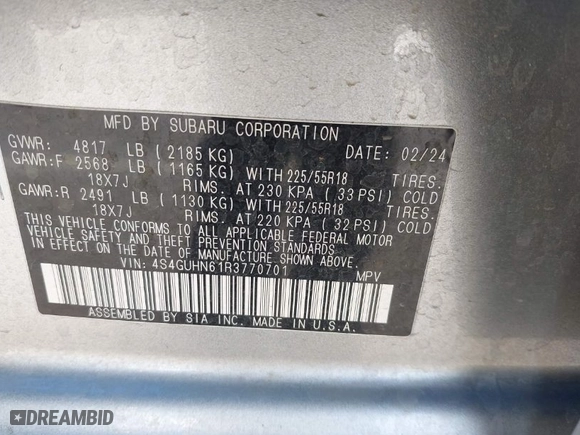 MFD BY SUBARU CORPORATION
GVWR: 4817 LB ( 2185 KG) DATE: 02/24
GAWR:F 2568 LB ( 1165 KG) WITH 225/55R18 TIRES.
18X7J RIMS. AT 230 KPA ( 33 PSI) COLD
GAWR:R 2491 LB ( 1130 KG) WITH 225/55R18 TIRES.
18X7J RIMS. AT 220 KPA ( 32 PSI) COLD
THIS VEHICLE CONFORMS TO ALL APPLICABLE FEDERAL MOTOR
VEHICLE SAFETY AND THEFT PREVENTION STANDARDS
IN EFFECT ON THE DATE OF MANUFACTURE SHOWN ABOVE.
VIN: 4S4GUHN61R3770701 MPV
ASSEMBLED BY SIA INC. MADE IN U.S.A.
DREAMBID